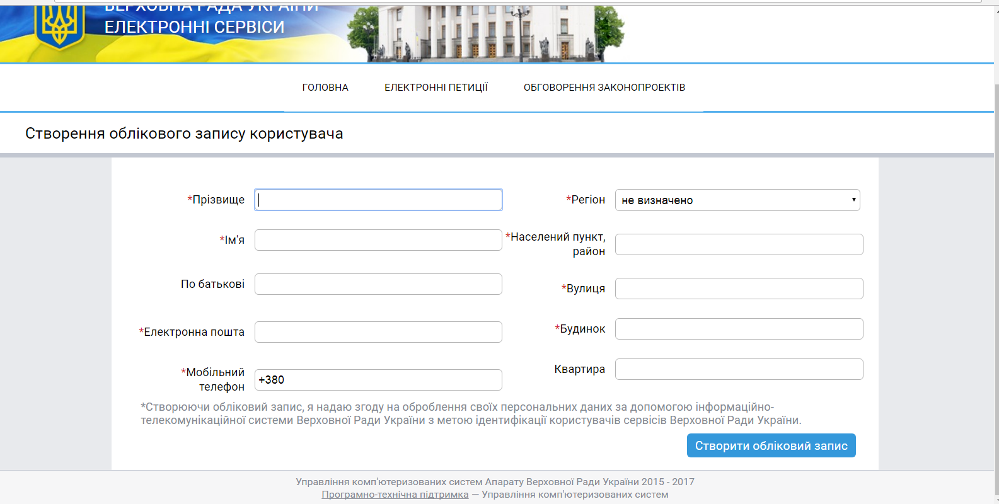 ВЕРХОВНА РАДА УКРАЇНИ
ЕЛЕКТРОННІ СЕРВІСИ
ГОЛОВНА
ЕЛЕКТРОННІ ПЕТИЦІЇ
ОБГОВОРЕННЯ ЗАКОНОПРОЕКТІВ
Створення облікового запису користувача
*Прізвище
*Регіон
не визначено
*Ім'я
*Населений пункт,
район
По батькові
*Вулиця
*Електронна пошта
*Будинок
*Мобільний
телефон
+380
Квартира
*Створюючи обліковий запис, я надаю згоду на оброблення своїх персональних даних за допомогою інформаційно-
телекомунікаційної системи Верховної Ради України з метою ідентифікації користувачів сервісів Верховної Ради України.
Створити обліковий запис
Управління комп'ютеризованих систем Апарату Верховної Ради України 2015 - 2017
Програмно-технічна підтримка — Управління комп'ютеризованих систем